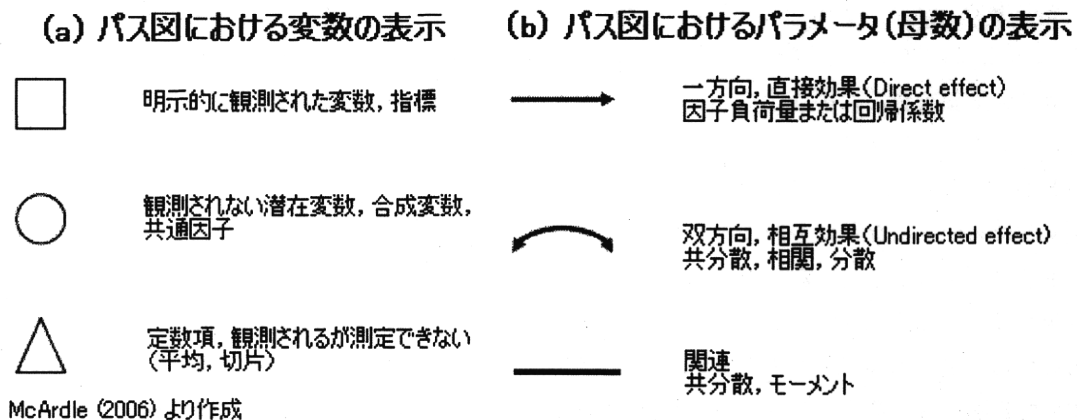 (a) パス図における変数の表示
明示的に観測された変数, 指標
観測されない潜在変数, 合成変数,
共通因子
定数項, 観測されるが測定できない
(平均, 切片)
McArdle (2006) より作成
(b) パス図におけるパラメータ(母数)の表示
一方向, 直接効果(Direct effect)
因子負荷量または回帰係数
双方向, 相互効果(Undirected effect)
共分散, 相関, 分散
関連
共分散, モーメント